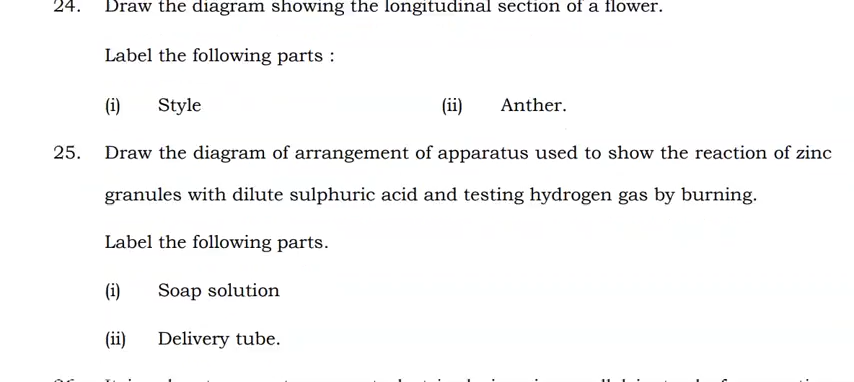 24. Draw the diagram showing the longitudinal section of a flower.
Label the following parts :
(i) Style (ii) Anther.
25. Draw the diagram of arrangement of apparatus used to show the reaction of zinc
granules with dilute sulphuric acid and testing hydrogen gas by burning.
Label the following parts.
(i) Soap solution
(ii) Delivery tube.